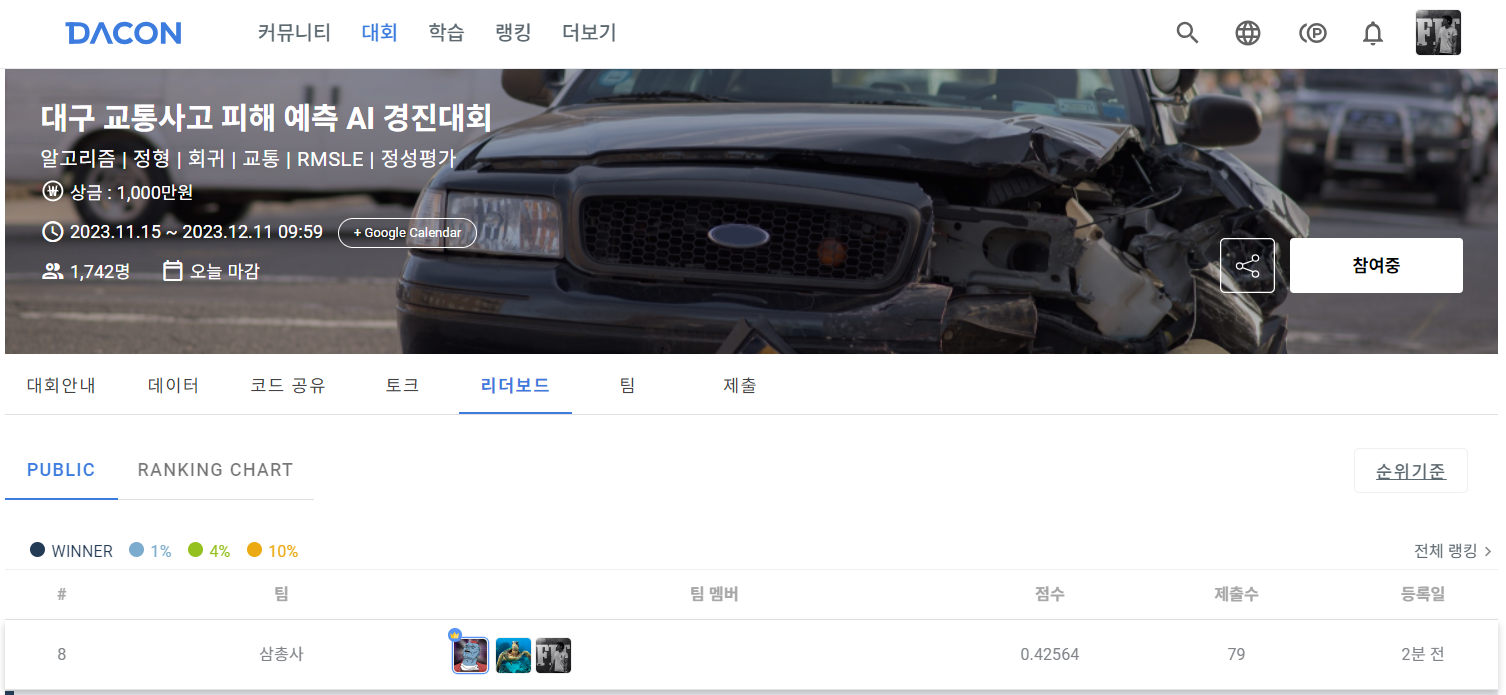 DACON 커뮤니티 대회 학습 랭킹 더보기
대구 교통사고 피해 예측 AI 경진대회
알고리즘 | 정형 | 회귀 | 교통 | RMSLE | 정성평가
상금 : 1,000만원
2023.11.15 ~ 2023.12.11 09:59 + Google Calendar
1,742명 오늘 마감
참여중
대회안내 데이터 코드 공유 토크 리더보드 팀 제출
PUBLIC RANKING CHART 순위기준
WINNER 1% 4% 10% 전체 랭킹 >
# 팀 팀 멤버 점수 제출수 등록일
8 삼총사 0.42564 79 2분 전